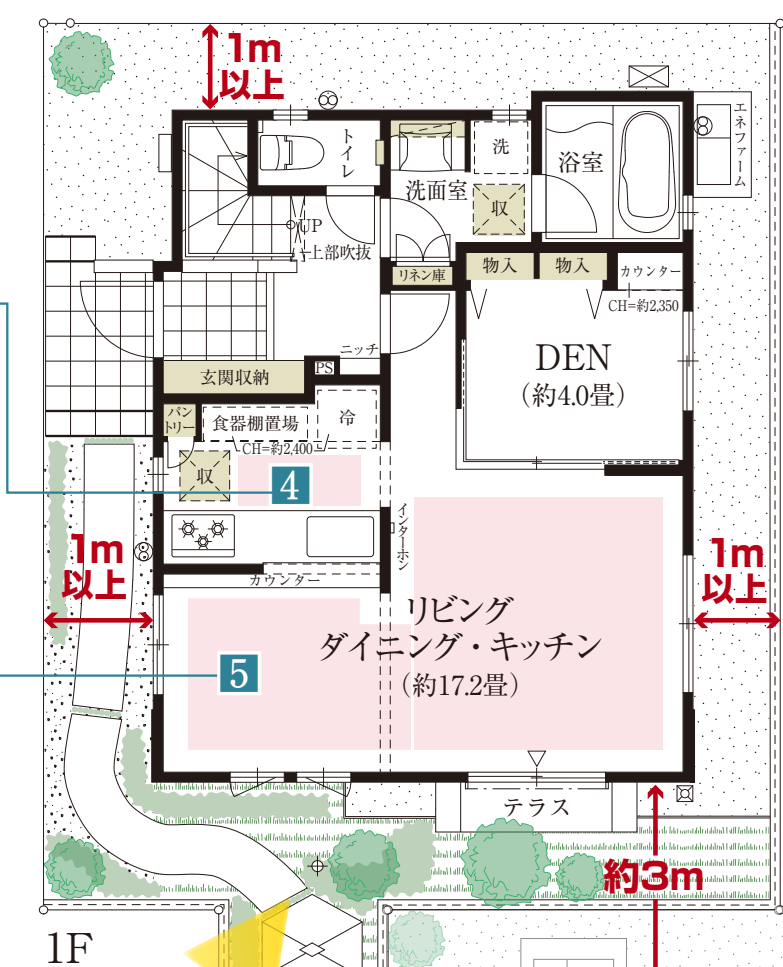 1m
以上
トイレ
洗
浴室
エネファーム
洗面室
収
UP
上部吹抜
リネン庫
物入
物入
カウンター
CH=約2,350
ニッチ
DEN
(約4.0畳)
PS
玄関収納
パン
トリー
食器棚置場
冷
CH=約2,400
収
4
インターホン
1m
以上
1m
以上
カウンター
リビング
ダイニング・キッチン
(約17.2畳)
5
テラス
約3m
1F